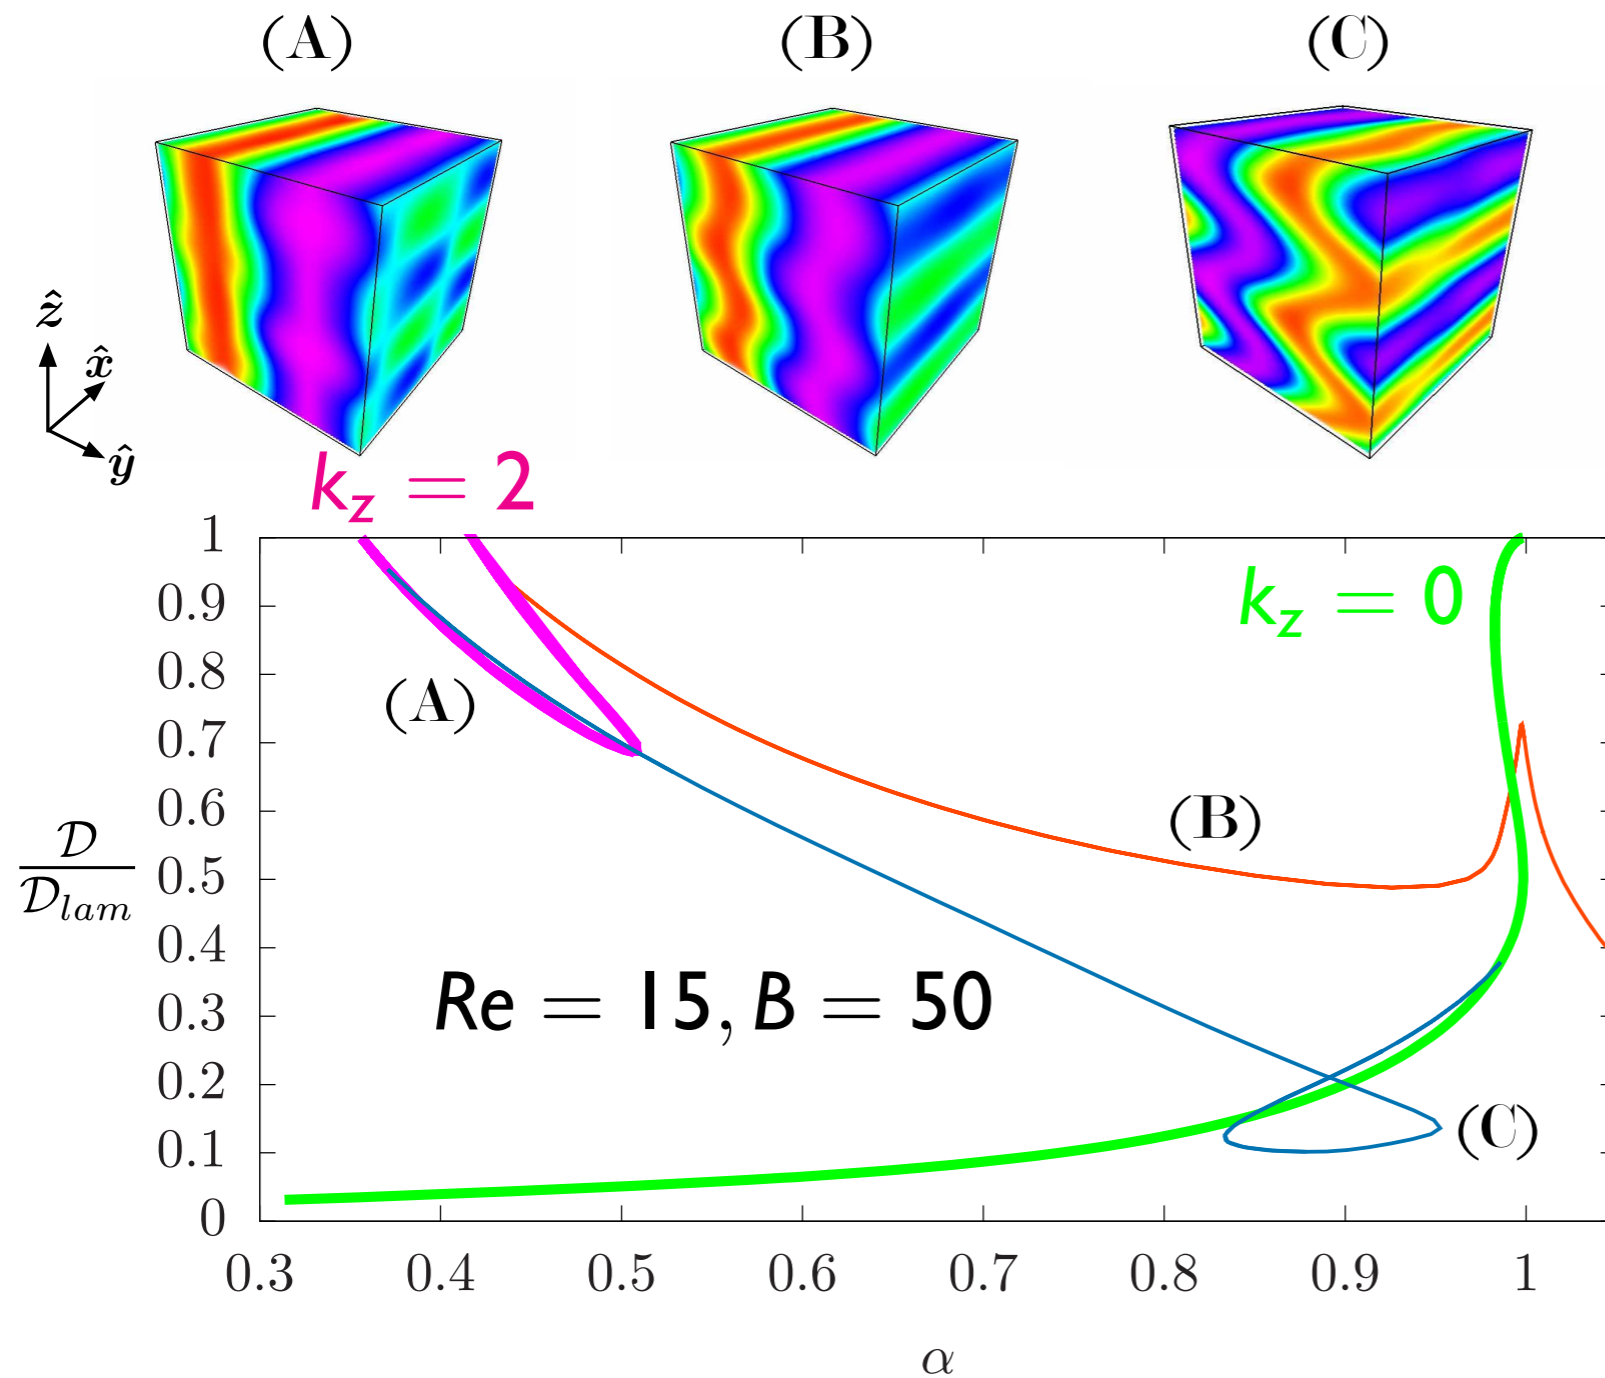 (A) (B) (C)
ẑ
x̂
ŷ
k_z = 2
1
0.9
k_z = 0
0.8
(A)
0.7
0.6
(B)
𝒟/𝒟_lam
0.5
0.4
Re = 15, B = 50
0.3
0.2
(C)
0.1
0
0.3 0.4 0.5 0.6 0.7 0.8 0.9 1
α